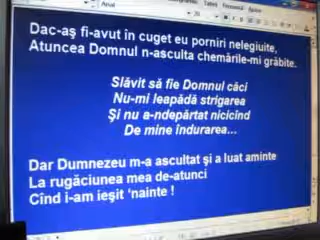 Dac-aş fi-avut în cuget eu porniri nelegiuite,
Atuncea Domnul n-asculta chemările-mi grăbite.
Slăvit să fie Domnul căci
Nu-mi leapădă strigarea
Şi nu a-ndepărtat nicicînd
De mine îndurarea...
Dar Dumnezeu m-a ascultat şi a luat aminte
La rugăciunea mea de-atunci
Cînd i-am ieşit 'nainte !